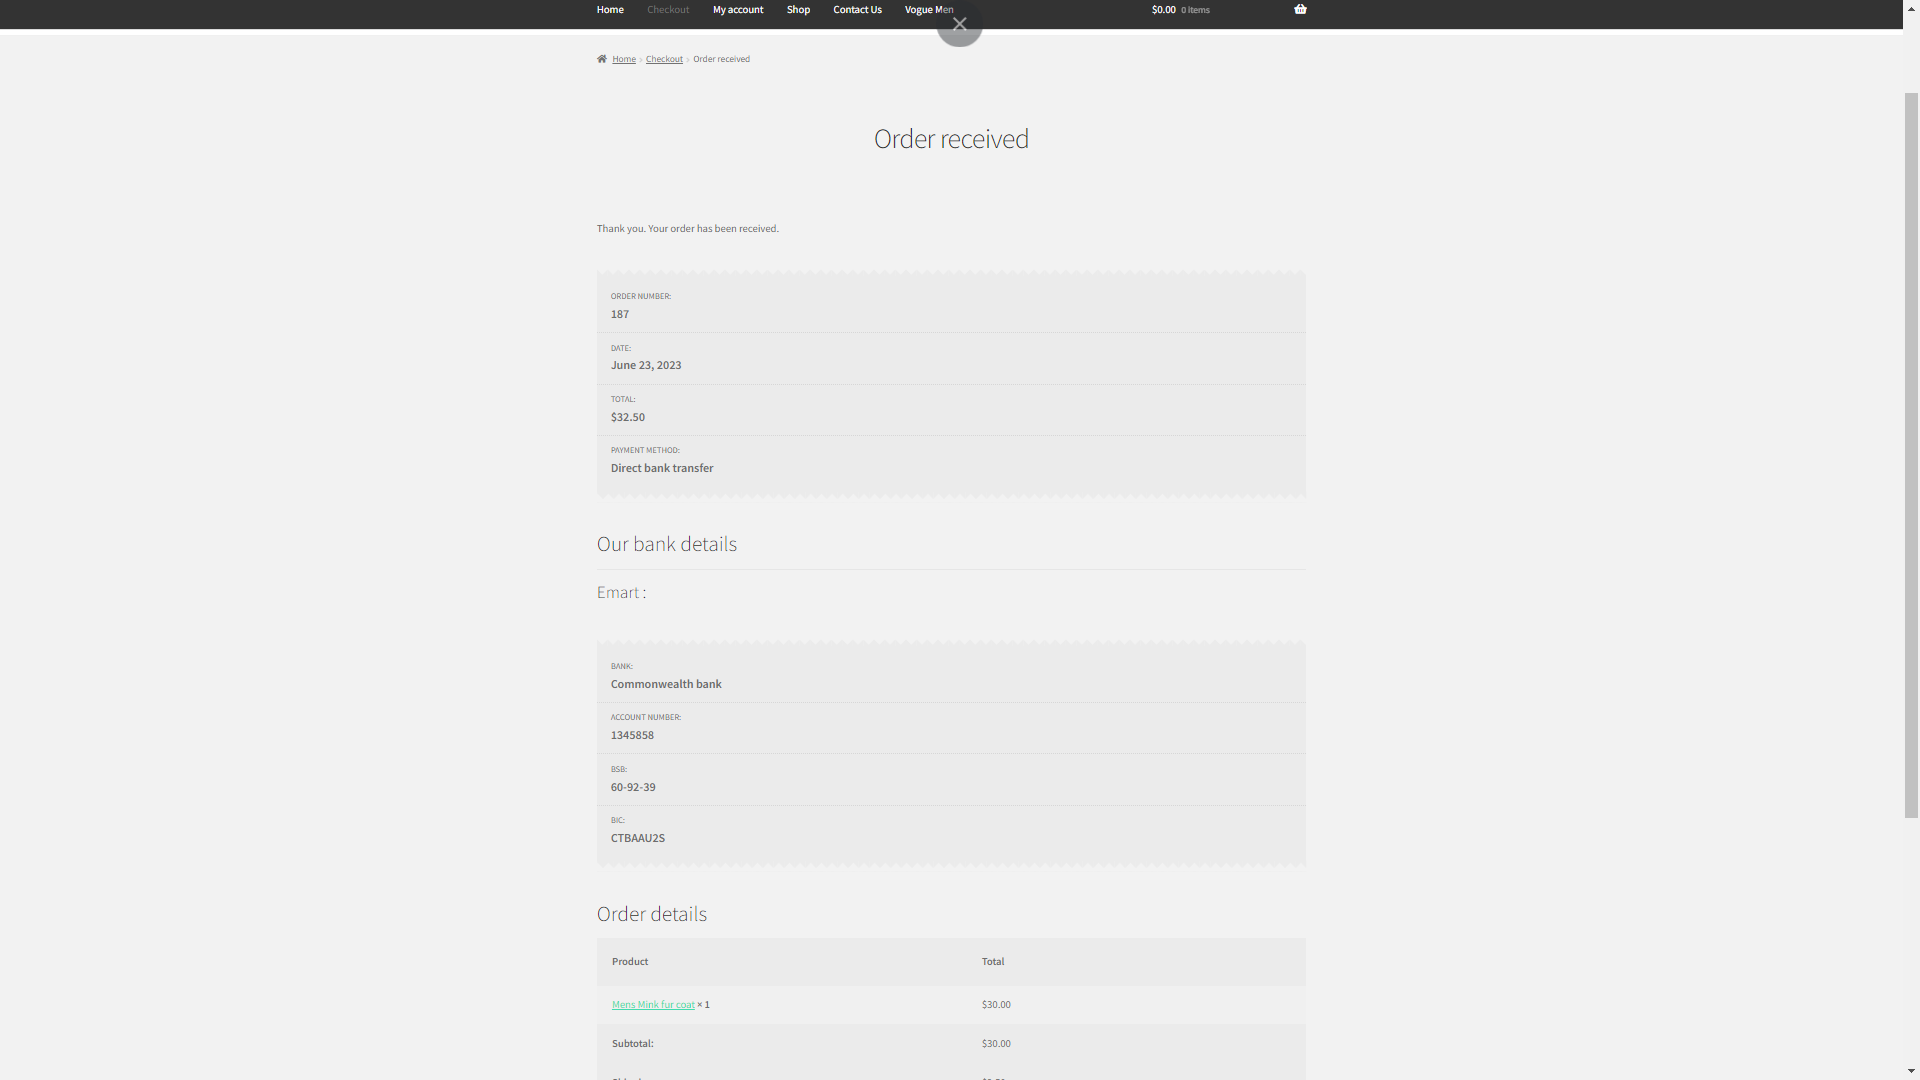 Home Checkout My account Shop Contact Us Vogue Men $0.00 0 items
Home › Checkout › Order received
Order received
Thank you. Your order has been received.
ORDER NUMBER:
187
DATE:
June 23, 2023
TOTAL:
$32.50
PAYMENT METHOD:
Direct bank transfer
Our bank details
Emart :
BANK:
Commonwealth bank
ACCOUNT NUMBER:
1345858
BSB:
60-92-39
BIC:
CTBAAU2S
Order details
Product Total
Mens Mink fur coat × 1 $30.00
Subtotal: $30.00